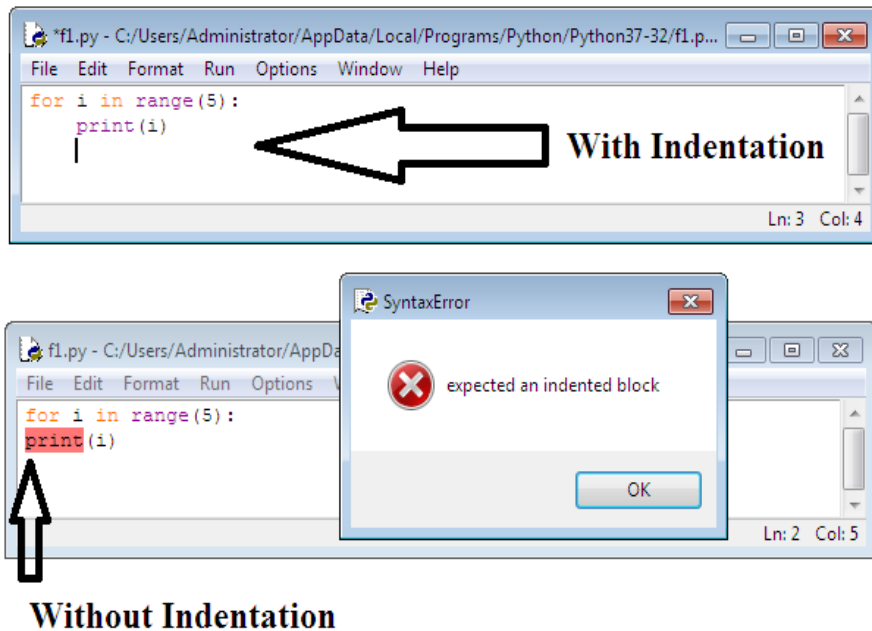 *f1.py - C:/Users/Administrator/AppData/Local/Programs/Python/Python37-32/f1.p...
File Edit Format Run Options Window Help
for i in range(5):
print(i)
With Indentation
Ln: 3 Col: 4
SyntaxError
expected an indented block
OK
f1.py - C:/Users/Administrator/AppDa
File Edit Format Run Options
for i in range(5):
print(i)
Ln: 2 Col: 5
Without Indentation